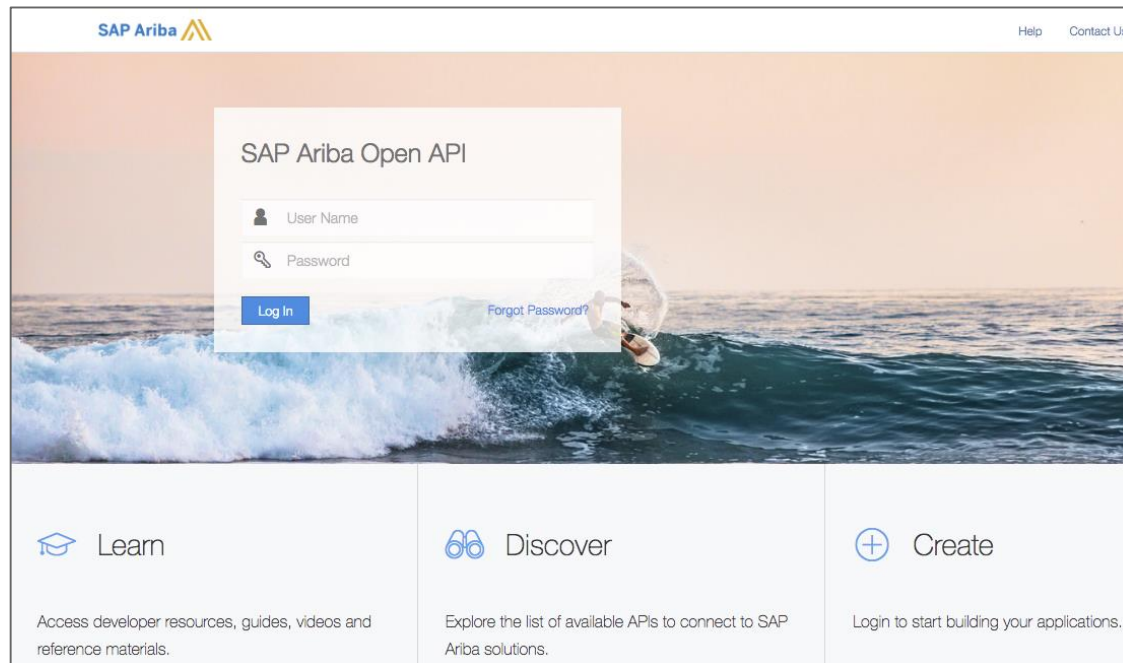 SAP Ariba
Help Contact Us
SAP Ariba Open API
User Name
Password
Log In Forgot Password?
Learn
Access developer resources, guides, videos and
reference materials.
Discover
Explore the list of available APIs to connect to SAP
Ariba solutions.
Create
Login to start building your applications.